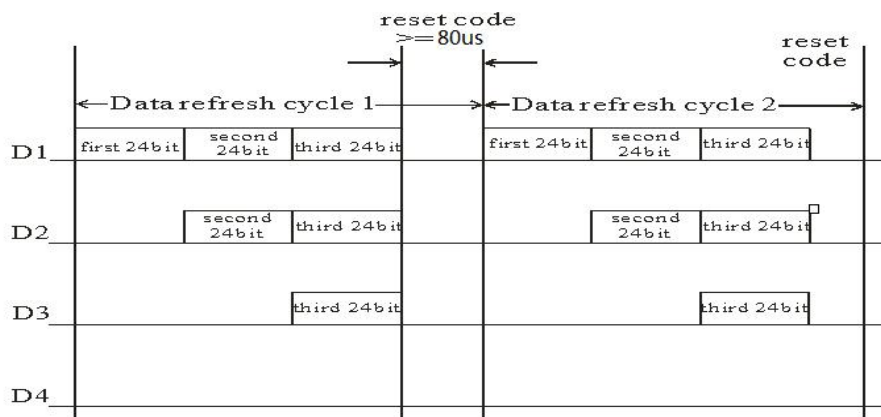 reset code
>=80us
reset
code
Data refresh cycle 1
Data refresh cycle 2
D1
first 24bit
second
24bit
third 24bit
first 24bit
second
24bit
third 24bit
D2
second
24bit
third 24bit
second
24bit
third 24bit
D3
third 24bit
third 24bit
D4